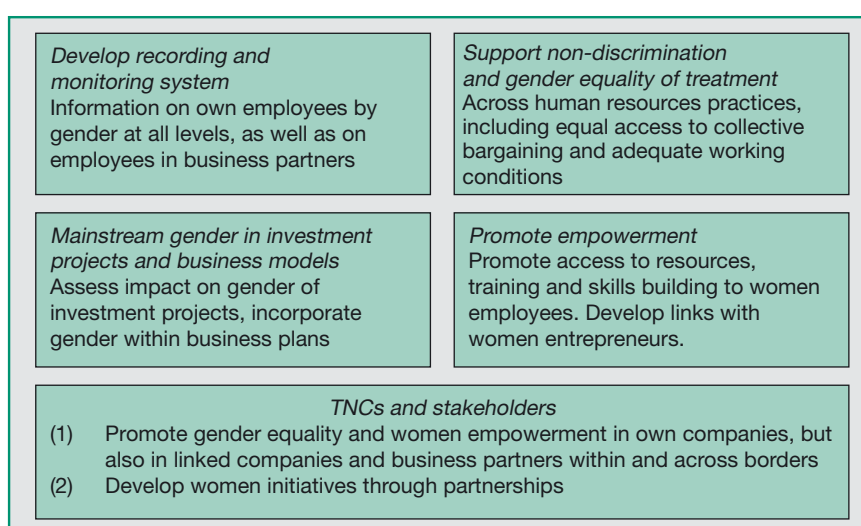 Develop recording and
monitoring system
Information on own employees by
gender at all levels, as well as on
employees in business partners
Support non-discrimination
and gender equality of treatment
Across human resources practices,
including equal access to collective
bargaining and adequate working
conditions
Mainstream gender in investment
projects and business models
Assess impact on gender of
investment projects, incorporate
gender within business plans
Promote empowerment
Promote access to resources,
training and skills building to women
employees. Develop links with
women entrepreneurs.
TNCs and stakeholders
(1) Promote gender equality and women empowerment in own companies, but
also in linked companies and business partners within and across borders
(2) Develop women initiatives through partnerships